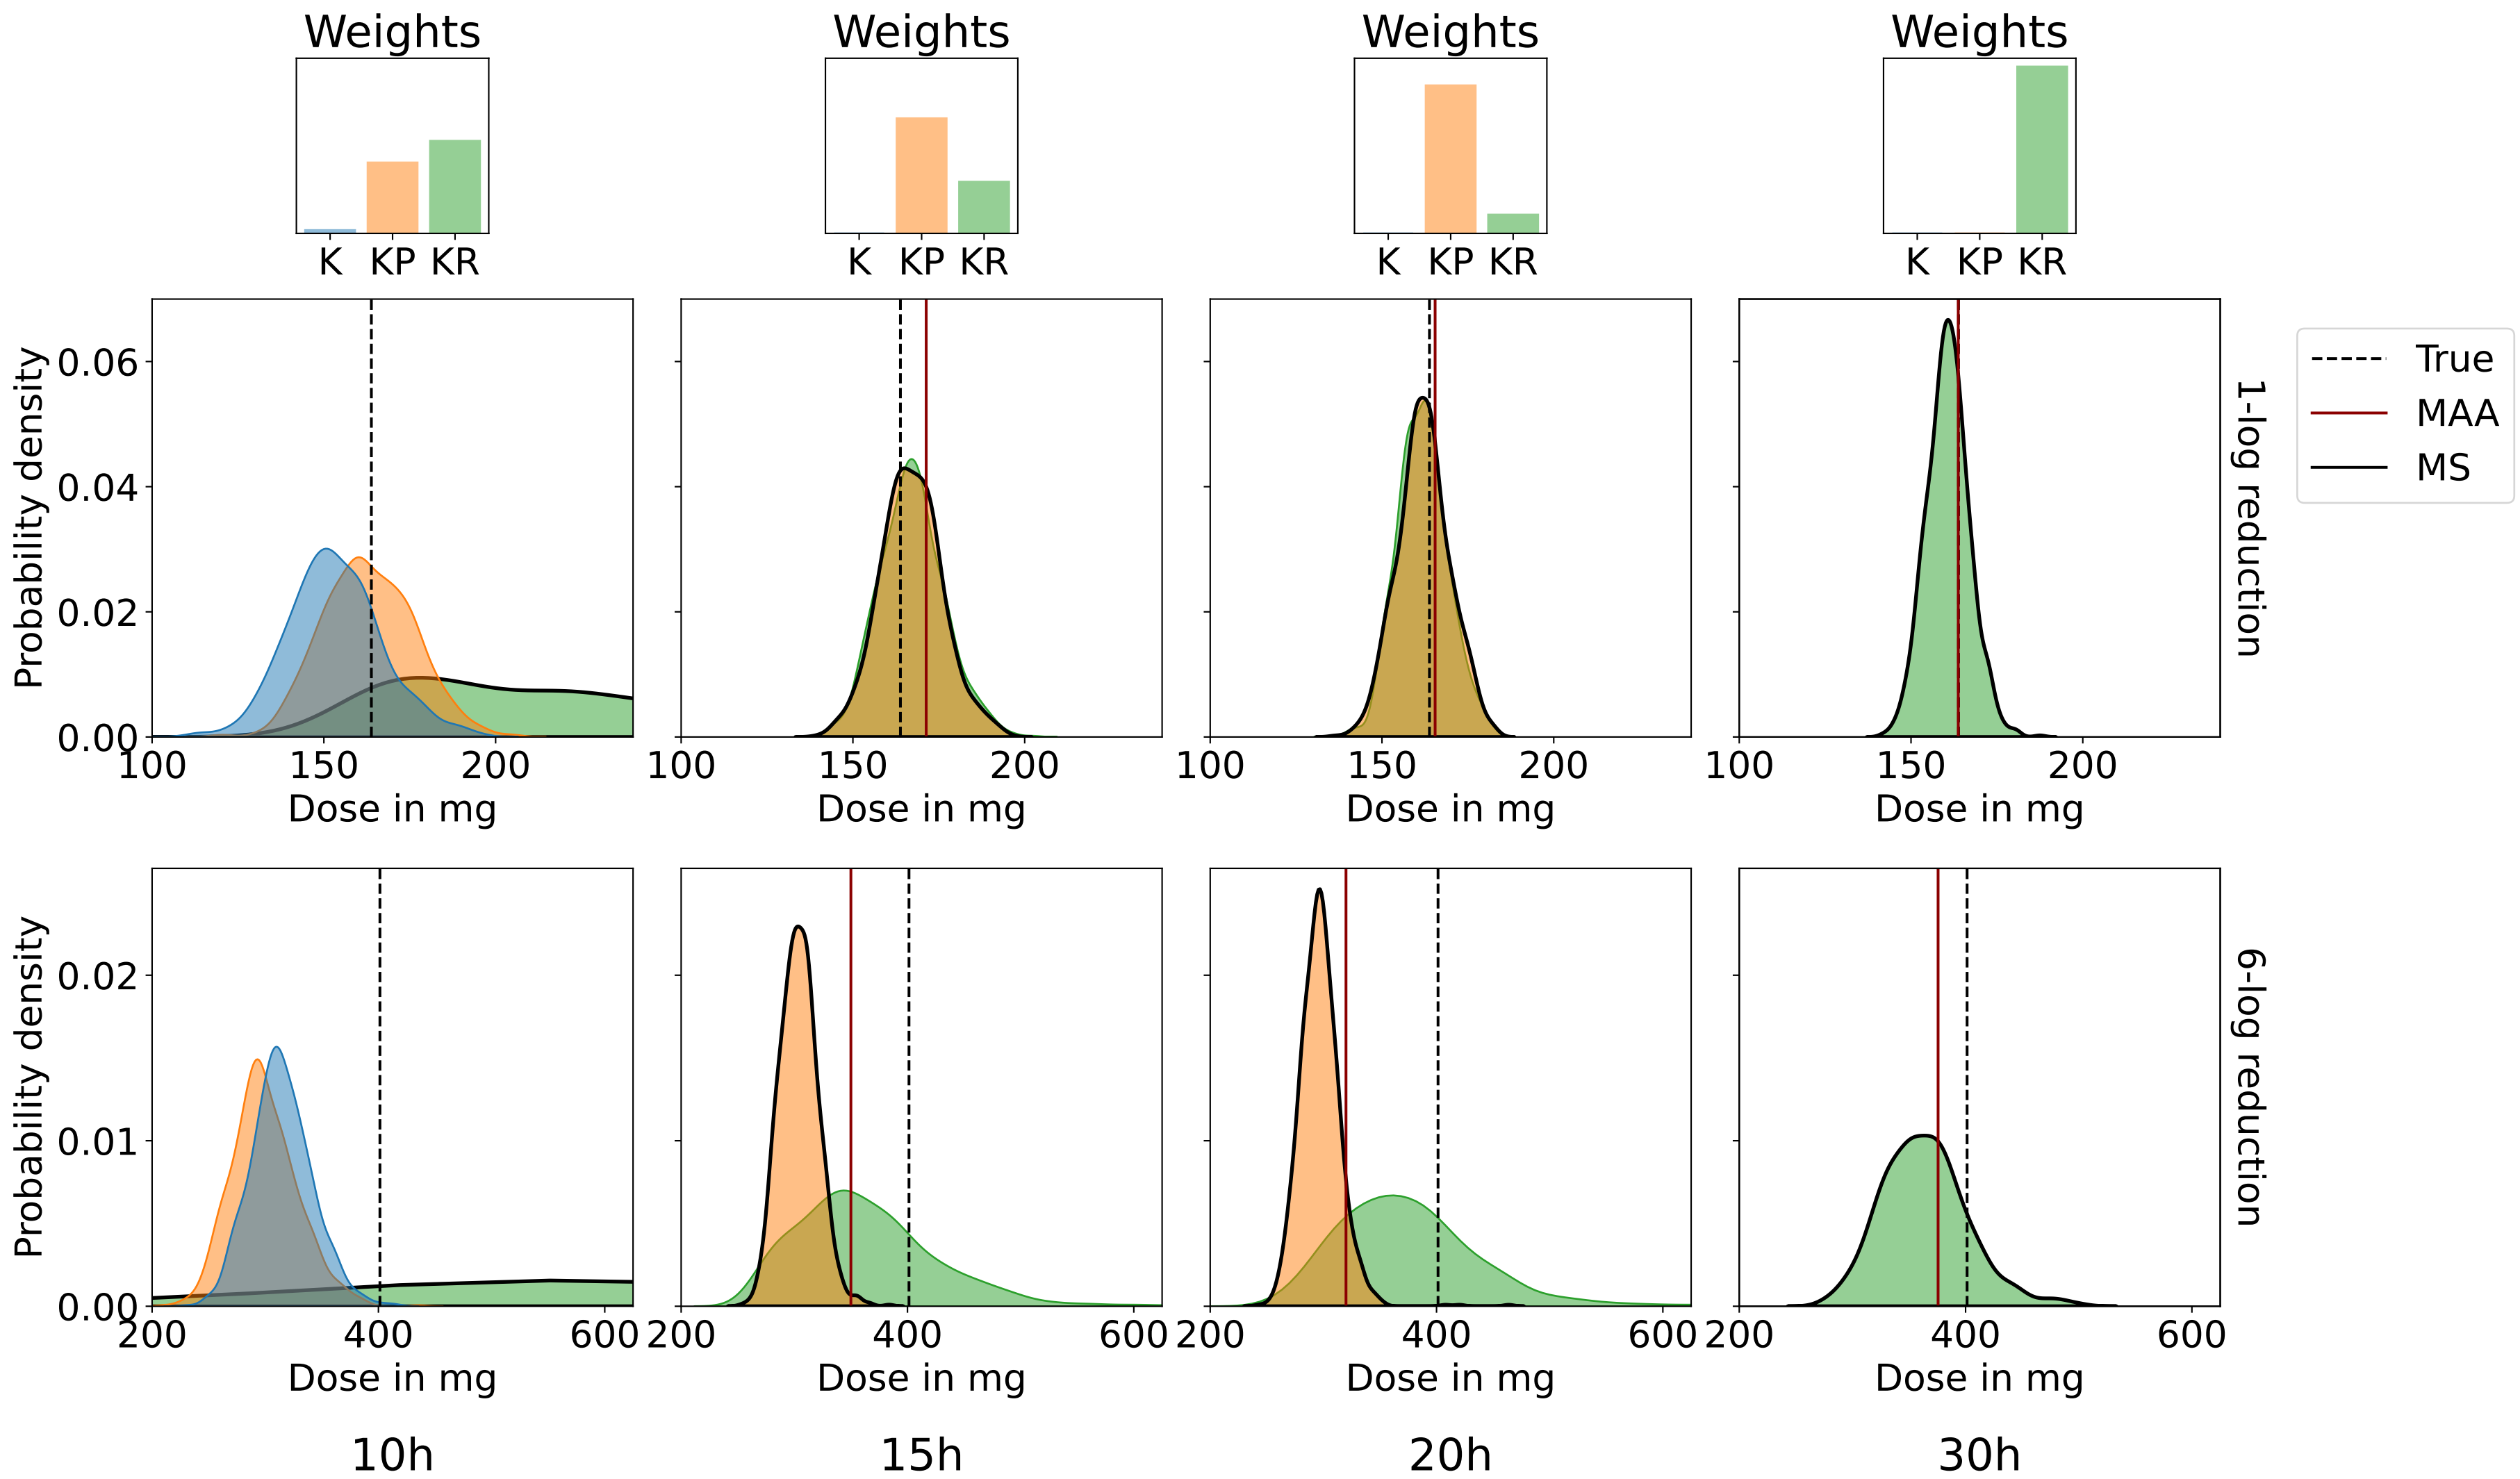 Weights Weights Weights Weights
K KP KR K KP KR K KP KR K KP KR
Probability density
0.06
0.04
0.02
0.00
100 150 200 100 150 200 100 150 200 100 150 200
Dose in mg Dose in mg Dose in mg Dose in mg
1-log reduction
True
MAA
MS
Probability density
0.02
0.01
0.00
200 400 600 200 400 600 200 400 600 200 400 600
Dose in mg Dose in mg Dose in mg Dose in mg
6-log reduction
10h 15h 20h 30h